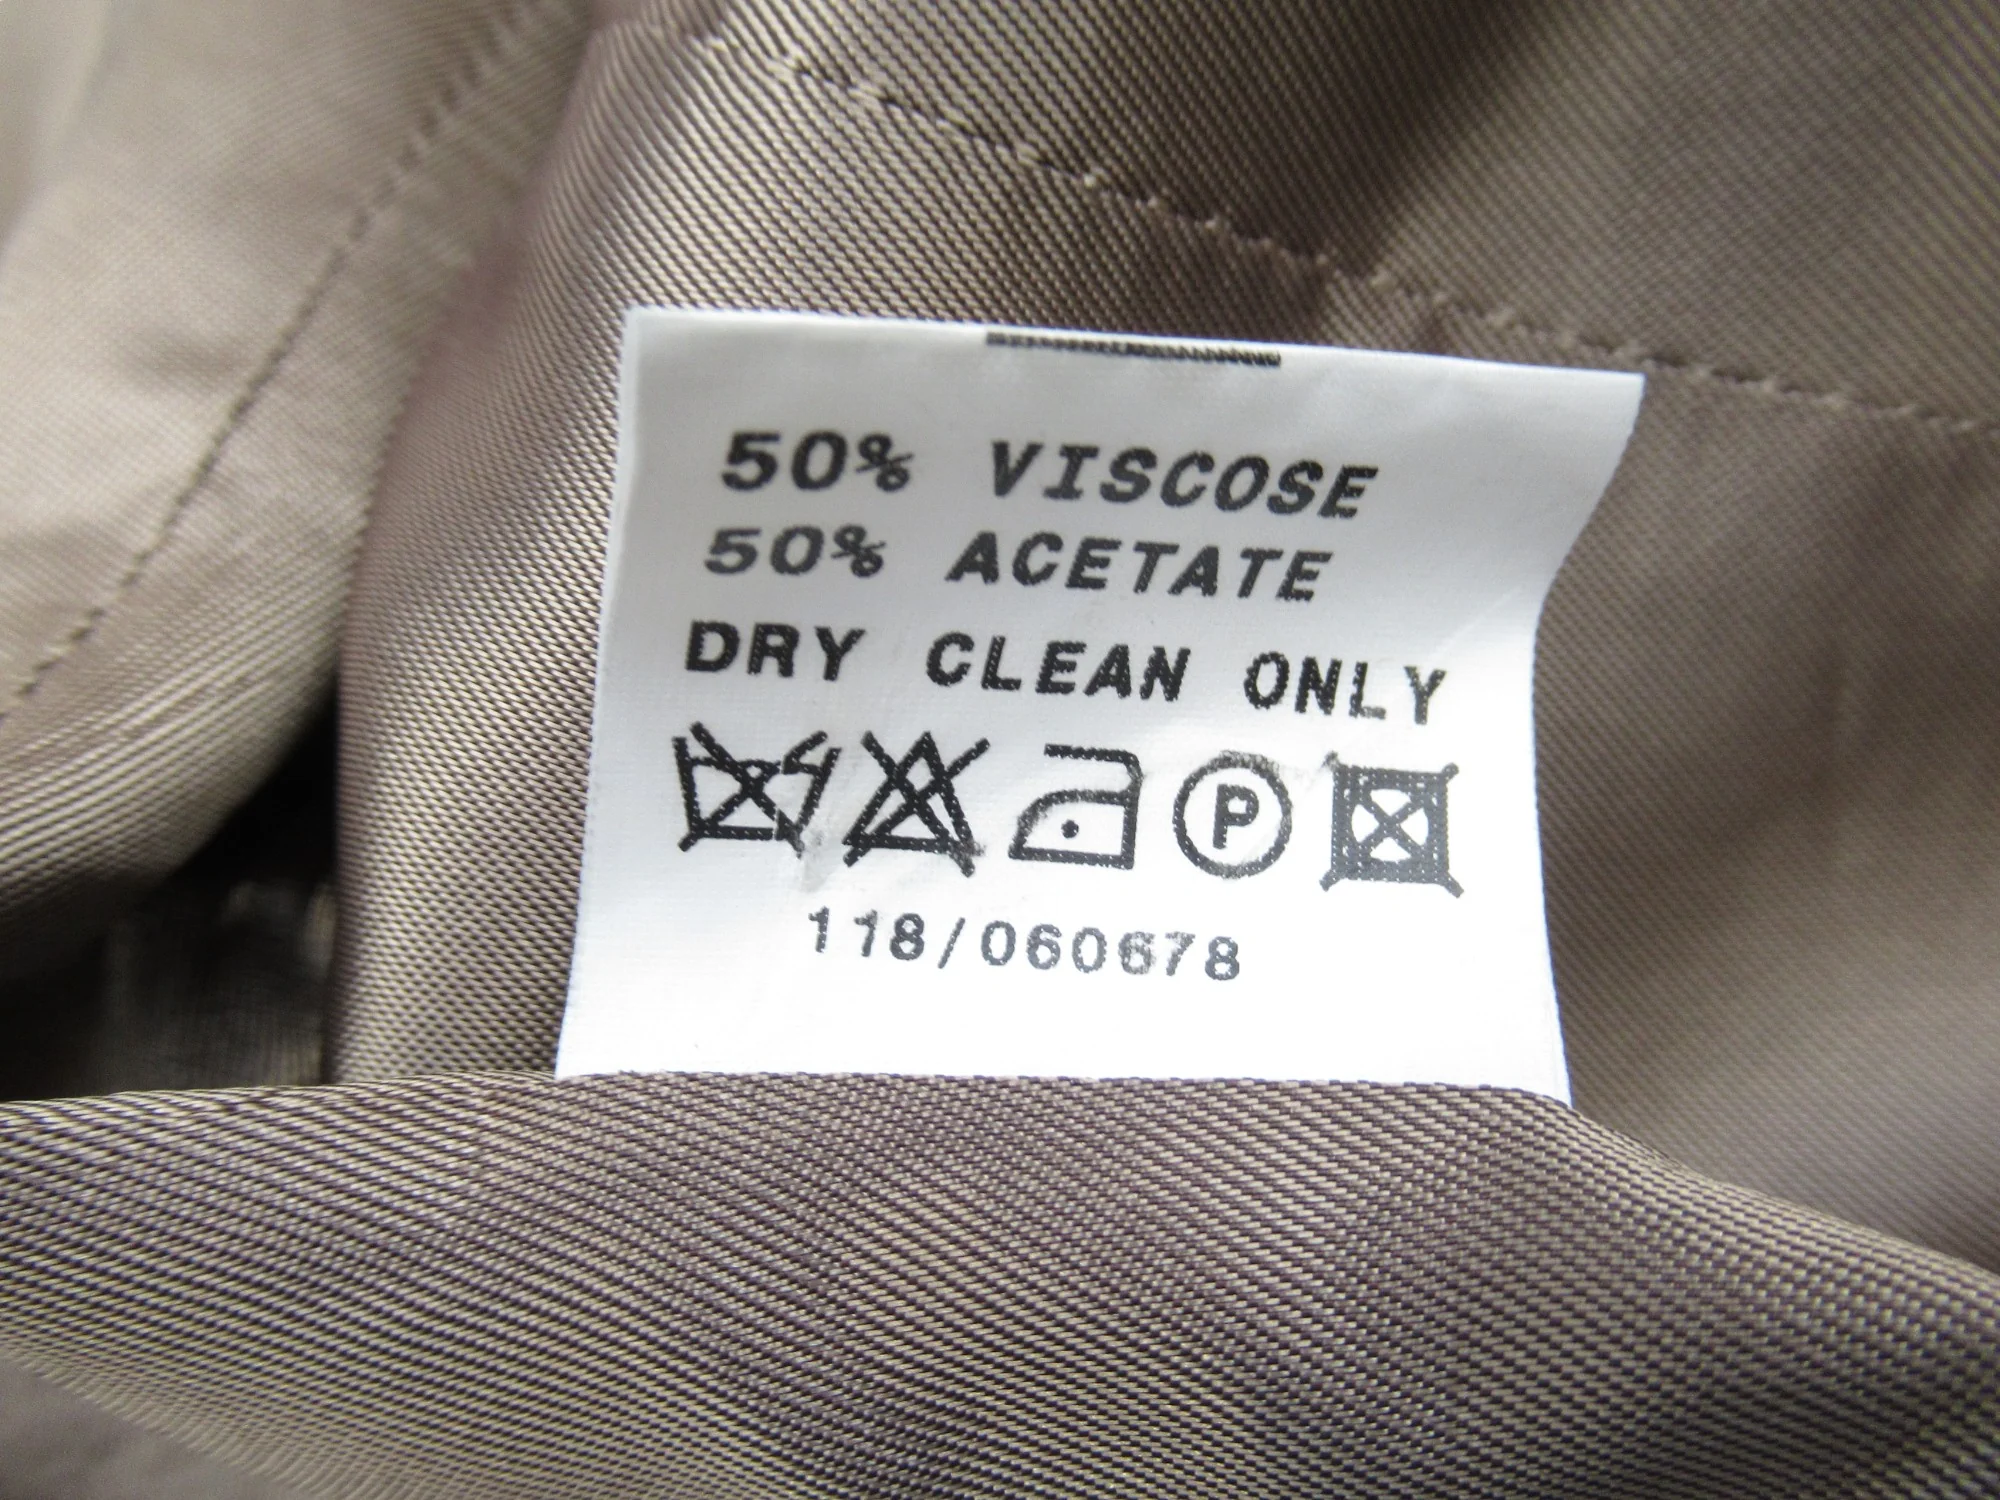 50% VISCOSE
50% ACETATE
DRY CLEAN ONLY
P
118/060678